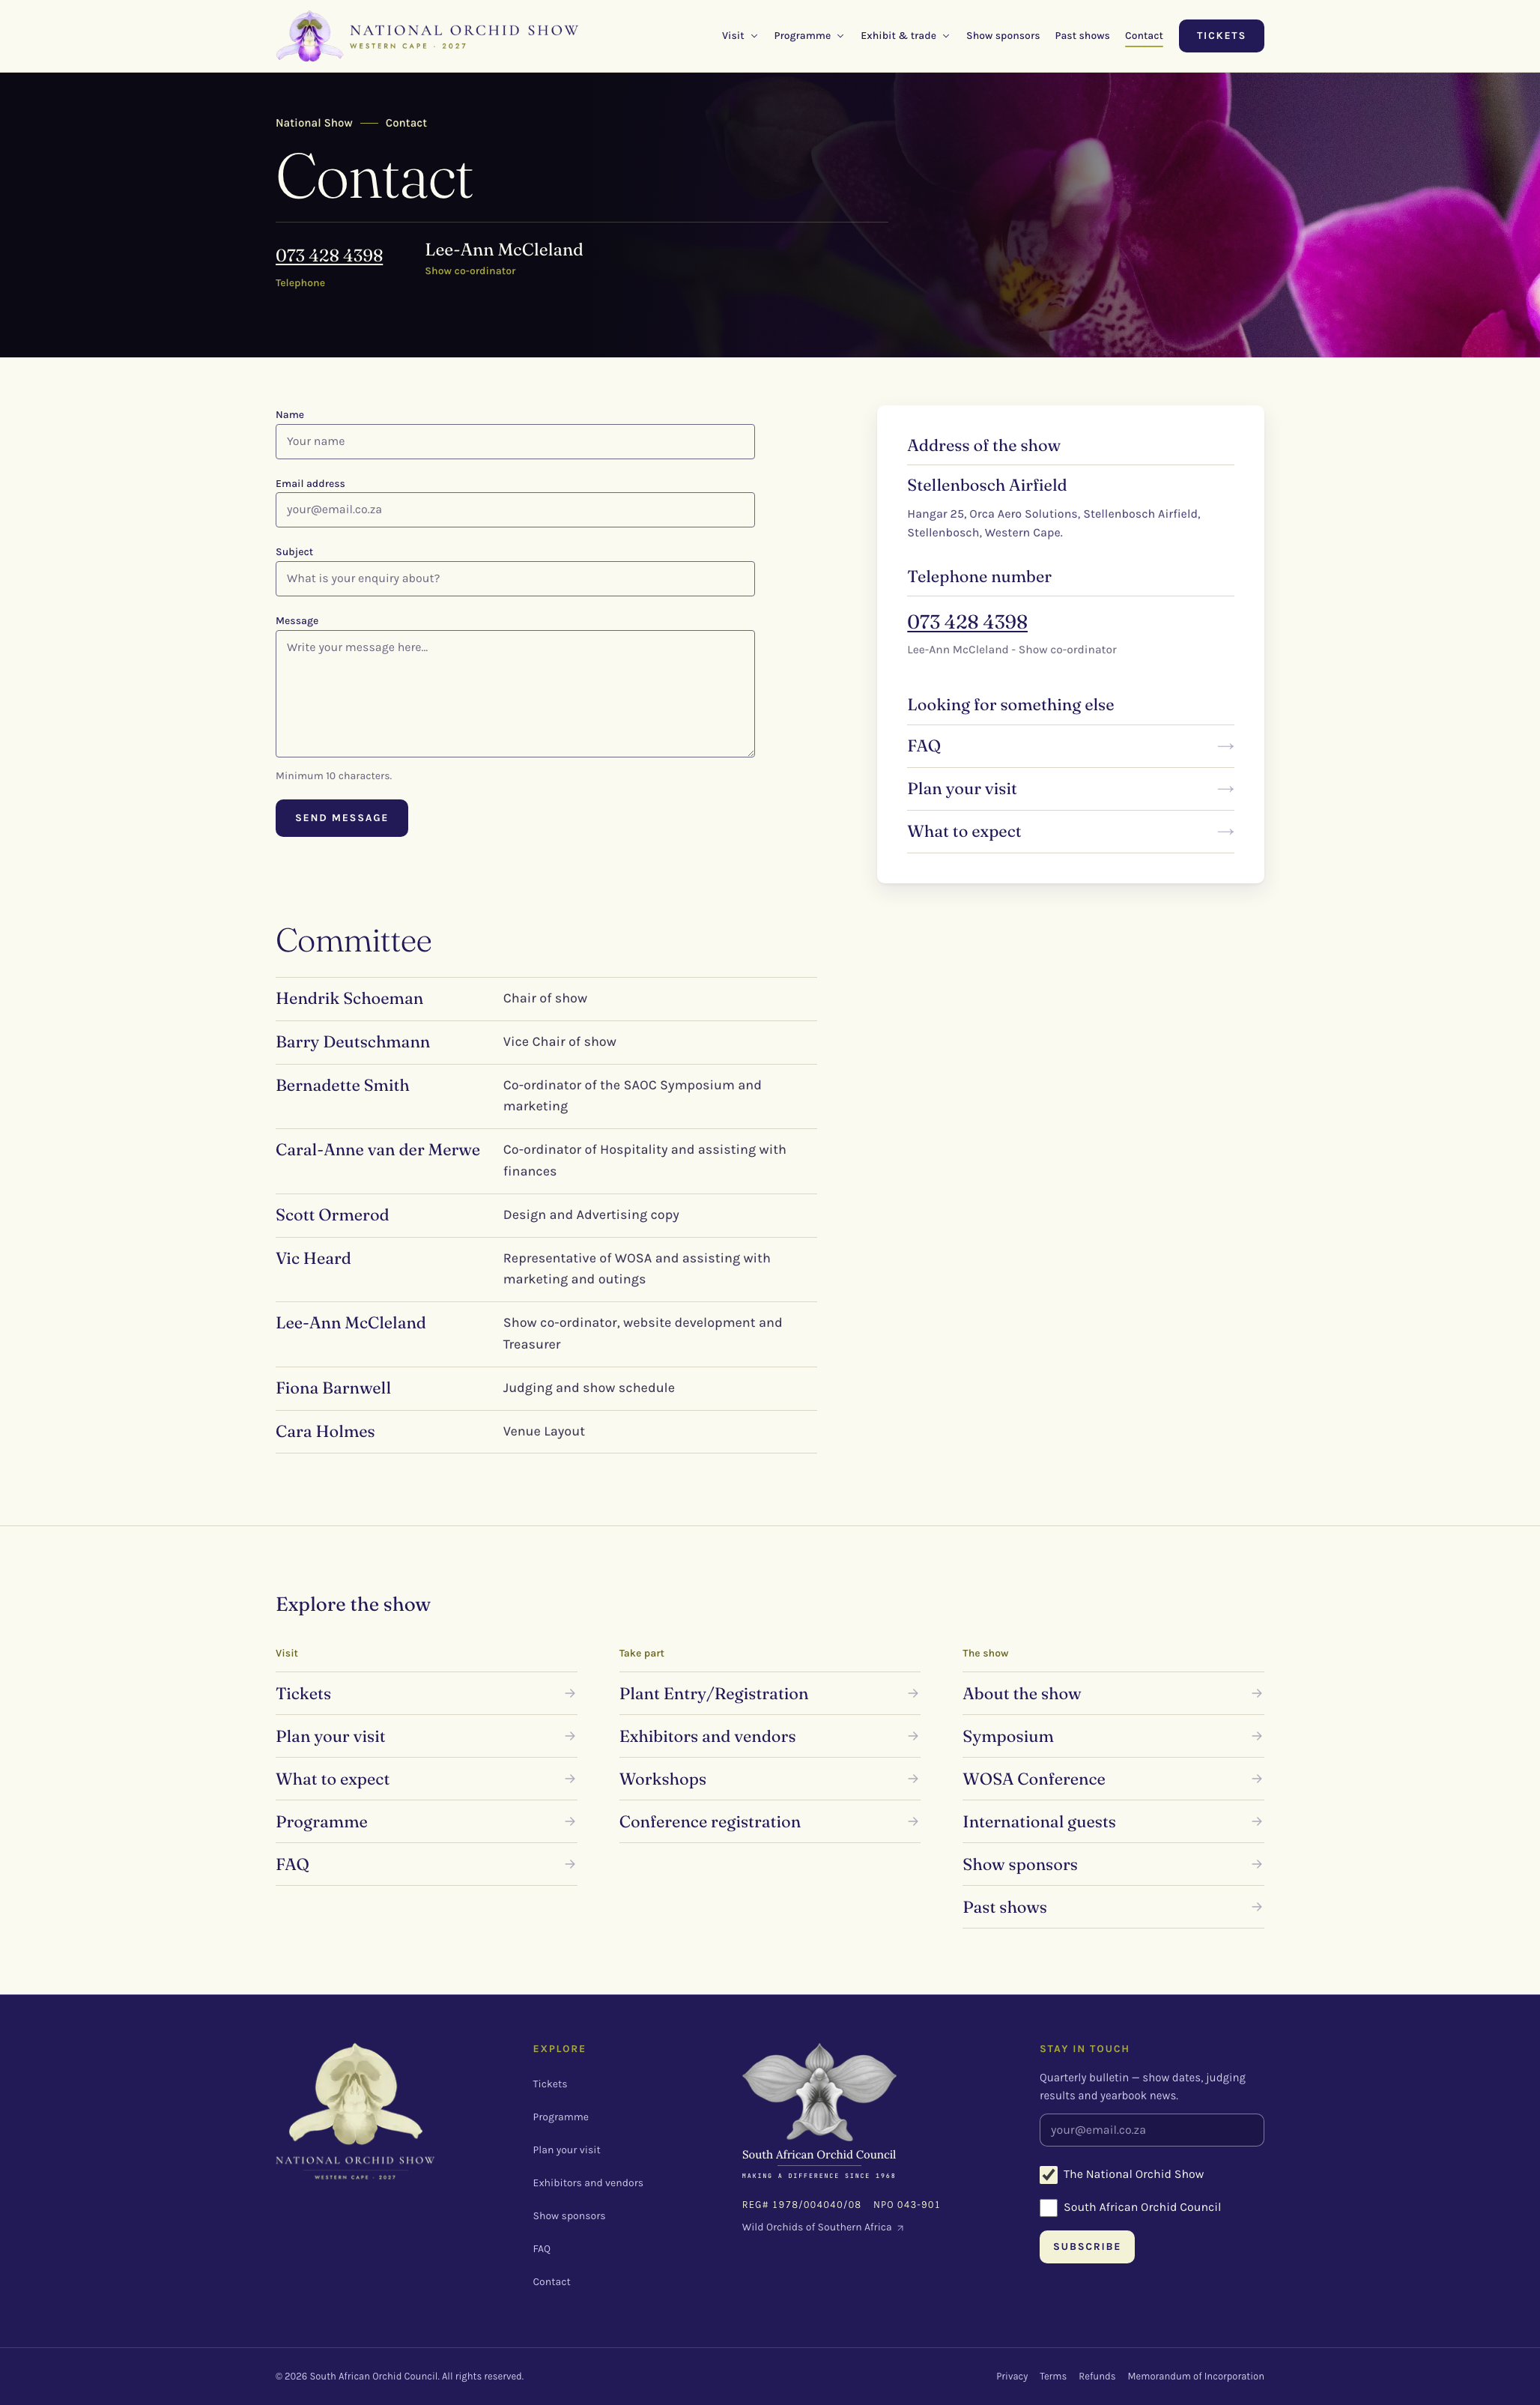 NATIONAL ORCHID SHOW
WESTERN CAPE · 2027
Visit
Programme
Exhibit & trade
Show sponsors
Past shows
Contact
TICKETS
National Show — Contact
Contact
073 428 4398
Telephone
Lee-Ann McCleland
Show co-ordinator
Name
Your name
Email address
your@email.co.za
Subject
What is your enquiry about?
Message
Write your message here...
Minimum 10 characters.
SEND MESSAGE
Address of the show
Stellenbosch Airfield
Hangar 25, Orca Aero Solutions, Stellenbosch Airfield,
Stellenbosch, Western Cape.
Telephone number
073 428 4398
Lee-Ann McCleland - Show co-ordinator
Looking for something else
FAQ
Plan your visit
What to expect
Committee
Hendrik Schoeman
Chair of show
Barry Deutschmann
Vice Chair of show
Bernadette Smith
Co-ordinator of the SAOC Symposium and
marketing
Caral-Anne van der Merwe
Co-ordinator of Hospitality and assisting with
finances
Scott Ormerod
Design and Advertising copy
Vic Heard
Representative of WOSA and assisting with
marketing and outings
Lee-Ann McCleland
Show co-ordinator, website development and
Treasurer
Fiona Barnwell
Judging and show schedule
Cara Holmes
Venue Layout
Explore the show
Visit
Tickets
Plan your visit
What to expect
Programme
FAQ
Take part
Plant Entry/Registration
Exhibitors and vendors
Workshops
Conference registration
The show
About the show
Symposium
WOSA Conference
International guests
Show sponsors
Past shows
NATIONAL ORCHID SHOW
WESTERN CAPE · 2027
EXPLORE
Tickets
Programme
Plan your visit
Exhibitors and vendors
Show sponsors
FAQ
Contact
South African Orchid Council
MAKING A DIFFERENCE SINCE 1968
REG# 1978/004040/08 NPO 043-901
Wild Orchids of Southern Africa
STAY IN TOUCH
Quarterly bulletin — show dates, judging
results and yearbook news.
your@email.co.za
The National Orchid Show
South African Orchid Council
SUBSCRIBE
© 2026 South African Orchid Council. All rights reserved.
Privacy
Terms
Refunds
Memorandum of Incorporation